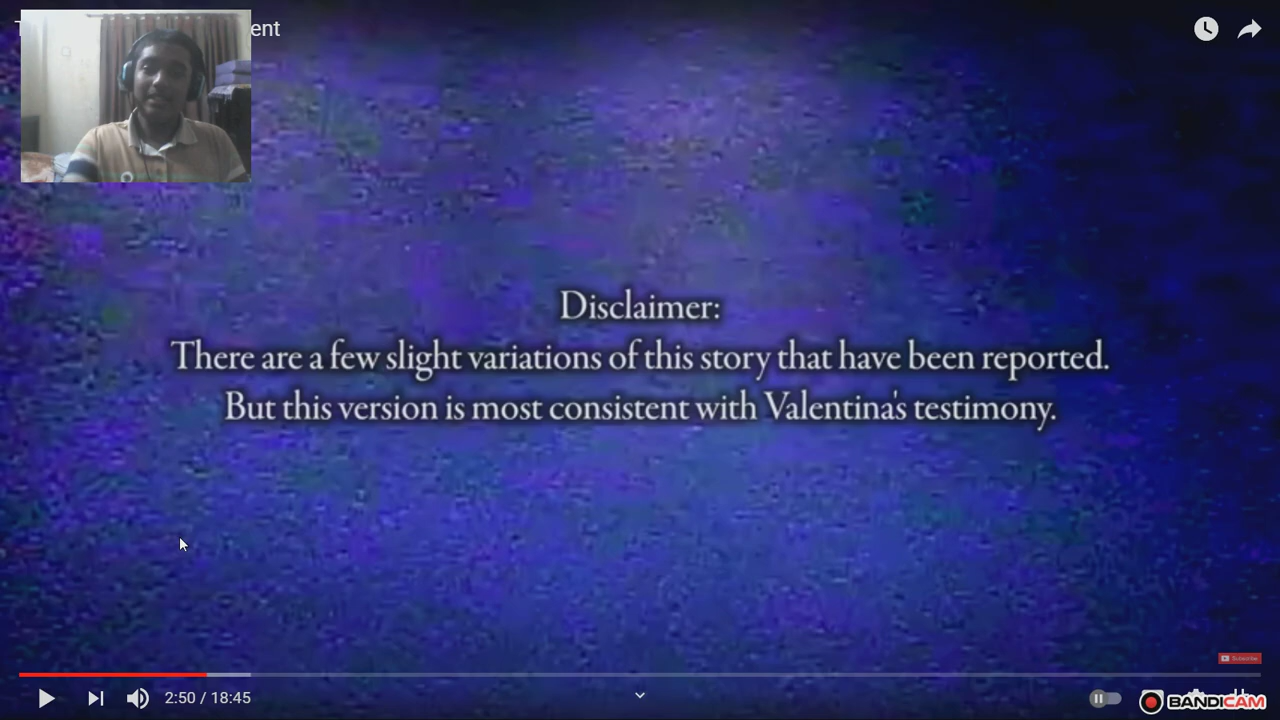 ent
Disclaimer:
There are a few slight variations of this story that have been reported.
But this version is most consistent with Valentina's testimony.
Subscribe
2:50 / 18:45
BANDICAM